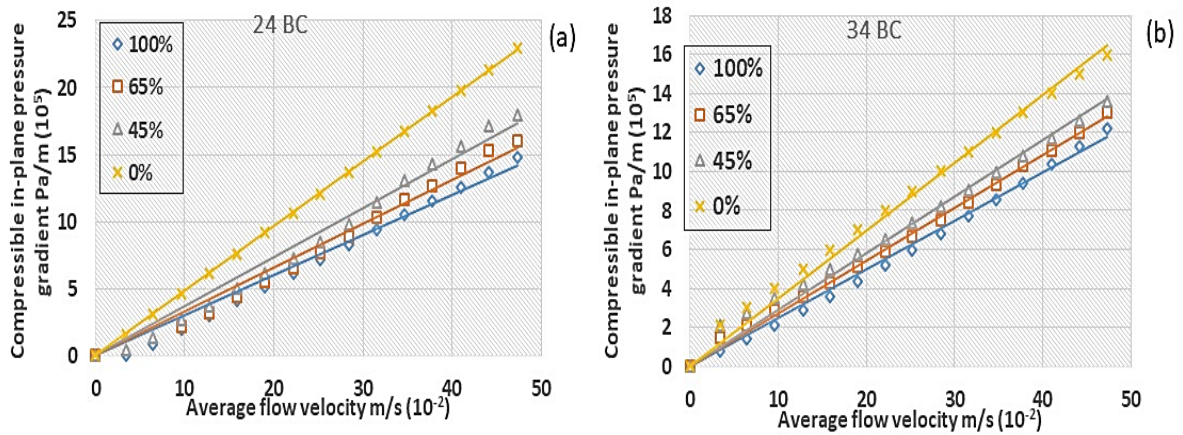 24 BC
(a)
100%
65%
45%
0%
25
20
15
10
5
0
0 10 20 30 40 50
Compressible in-plane pressure
gradient Pa/m (10⁵)
Average flow velocity m/s (10⁻²)
34 BC
(b)
100%
65%
45%
0%
18
16
14
12
10
8
6
4
2
0
0 10 20 30 40 50
Compressible in-plane pressure
gradient Pa/m (10⁵)
Average flow velocity m/s (10⁻²)